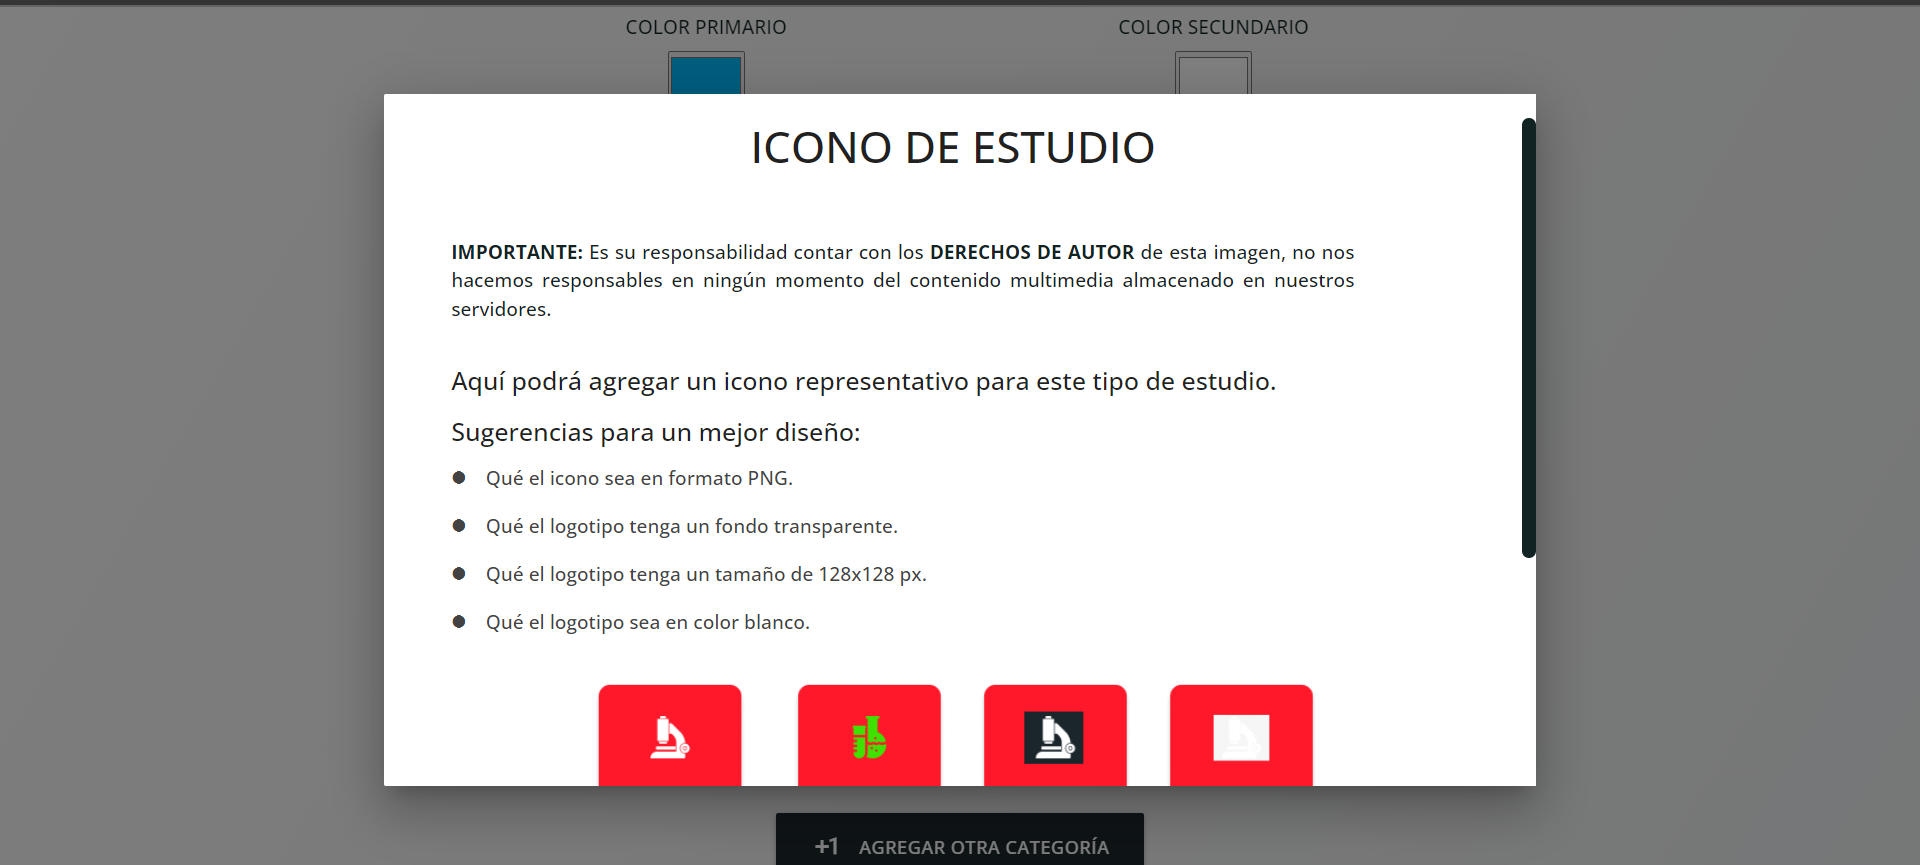 COLOR PRIMARIO
COLOR SECUNDARIO
ICONO DE ESTUDIO
IMPORTANTE: Es su responsabilidad contar con los DERECHOS DE AUTOR de esta imagen, no nos
hacemos responsables en ningún momento del contenido multimedia almacenado en nuestros
servidores.
Aquí podrá agregar un icono representativo para este tipo de estudio.
Sugerencias para un mejor diseño:
● Qué el icono sea en formato PNG.
● Qué el logotipo tenga un fondo transparente.
● Qué el logotipo tenga un tamaño de 128x128 px.
● Qué el logotipo sea en color blanco.
+1 AGREGAR OTRA CATEGORÍA